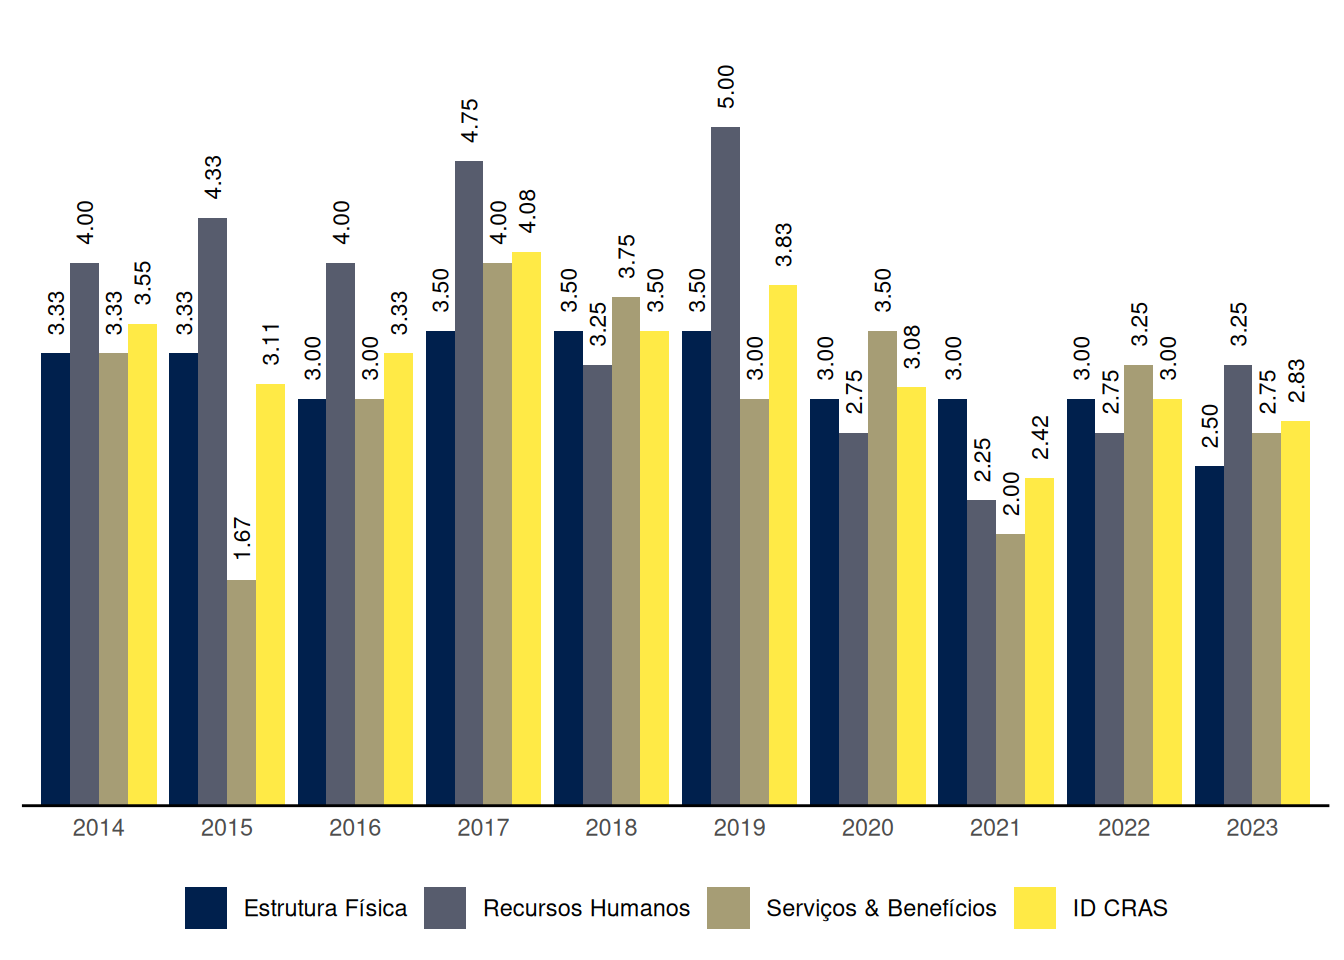 3.33 4.00 3.33 3.55
3.33 4.33 1.67 3.11
3.00 4.00 3.00 3.33
3.50 4.75 4.00 4.08
3.50 3.25 3.75 3.50
3.50 5.00 3.00 3.83
3.00 2.75 3.50 3.08
3.00 2.25 2.00 2.42
3.00 2.75 3.25 3.00
2.50 3.25 2.75 2.83
2014 2015 2016 2017 2018 2019 2020 2021 2022 2023
Estrutura Física Recursos Humanos Serviços & Benefícios ID CRAS